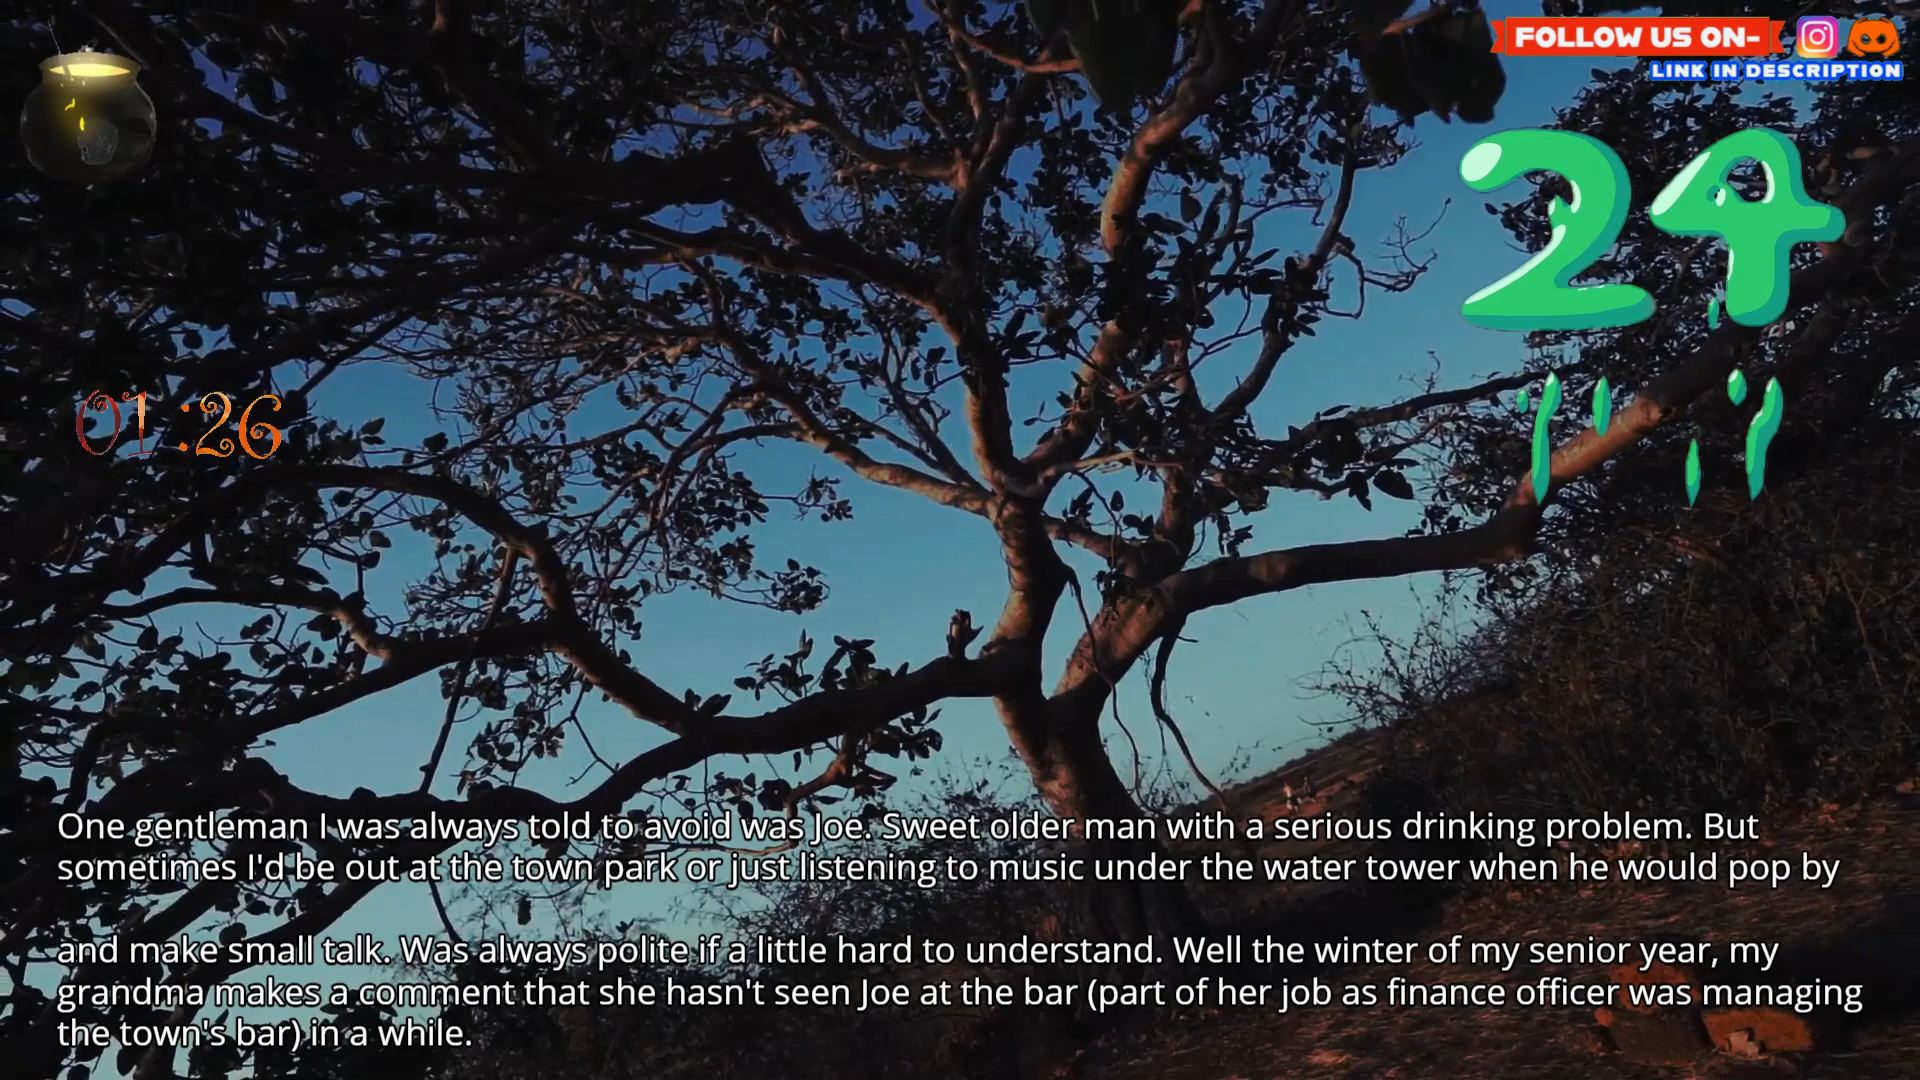 FOLLOW US ON-
LINK IN DESCRIPTION
24
01:26
One gentleman I was always told to avoid was Joe. Sweet older man with a serious drinking problem. But
sometimes I'd be out at the town park or just listening to music under the water tower when he would pop by
and make small talk. Was always polite if a little hard to understand. Well the winter of my senior year, my
grandma makes a comment that she hasn't seen Joe at the bar (part of her job as finance officer was managing
the town's bar) in a while.